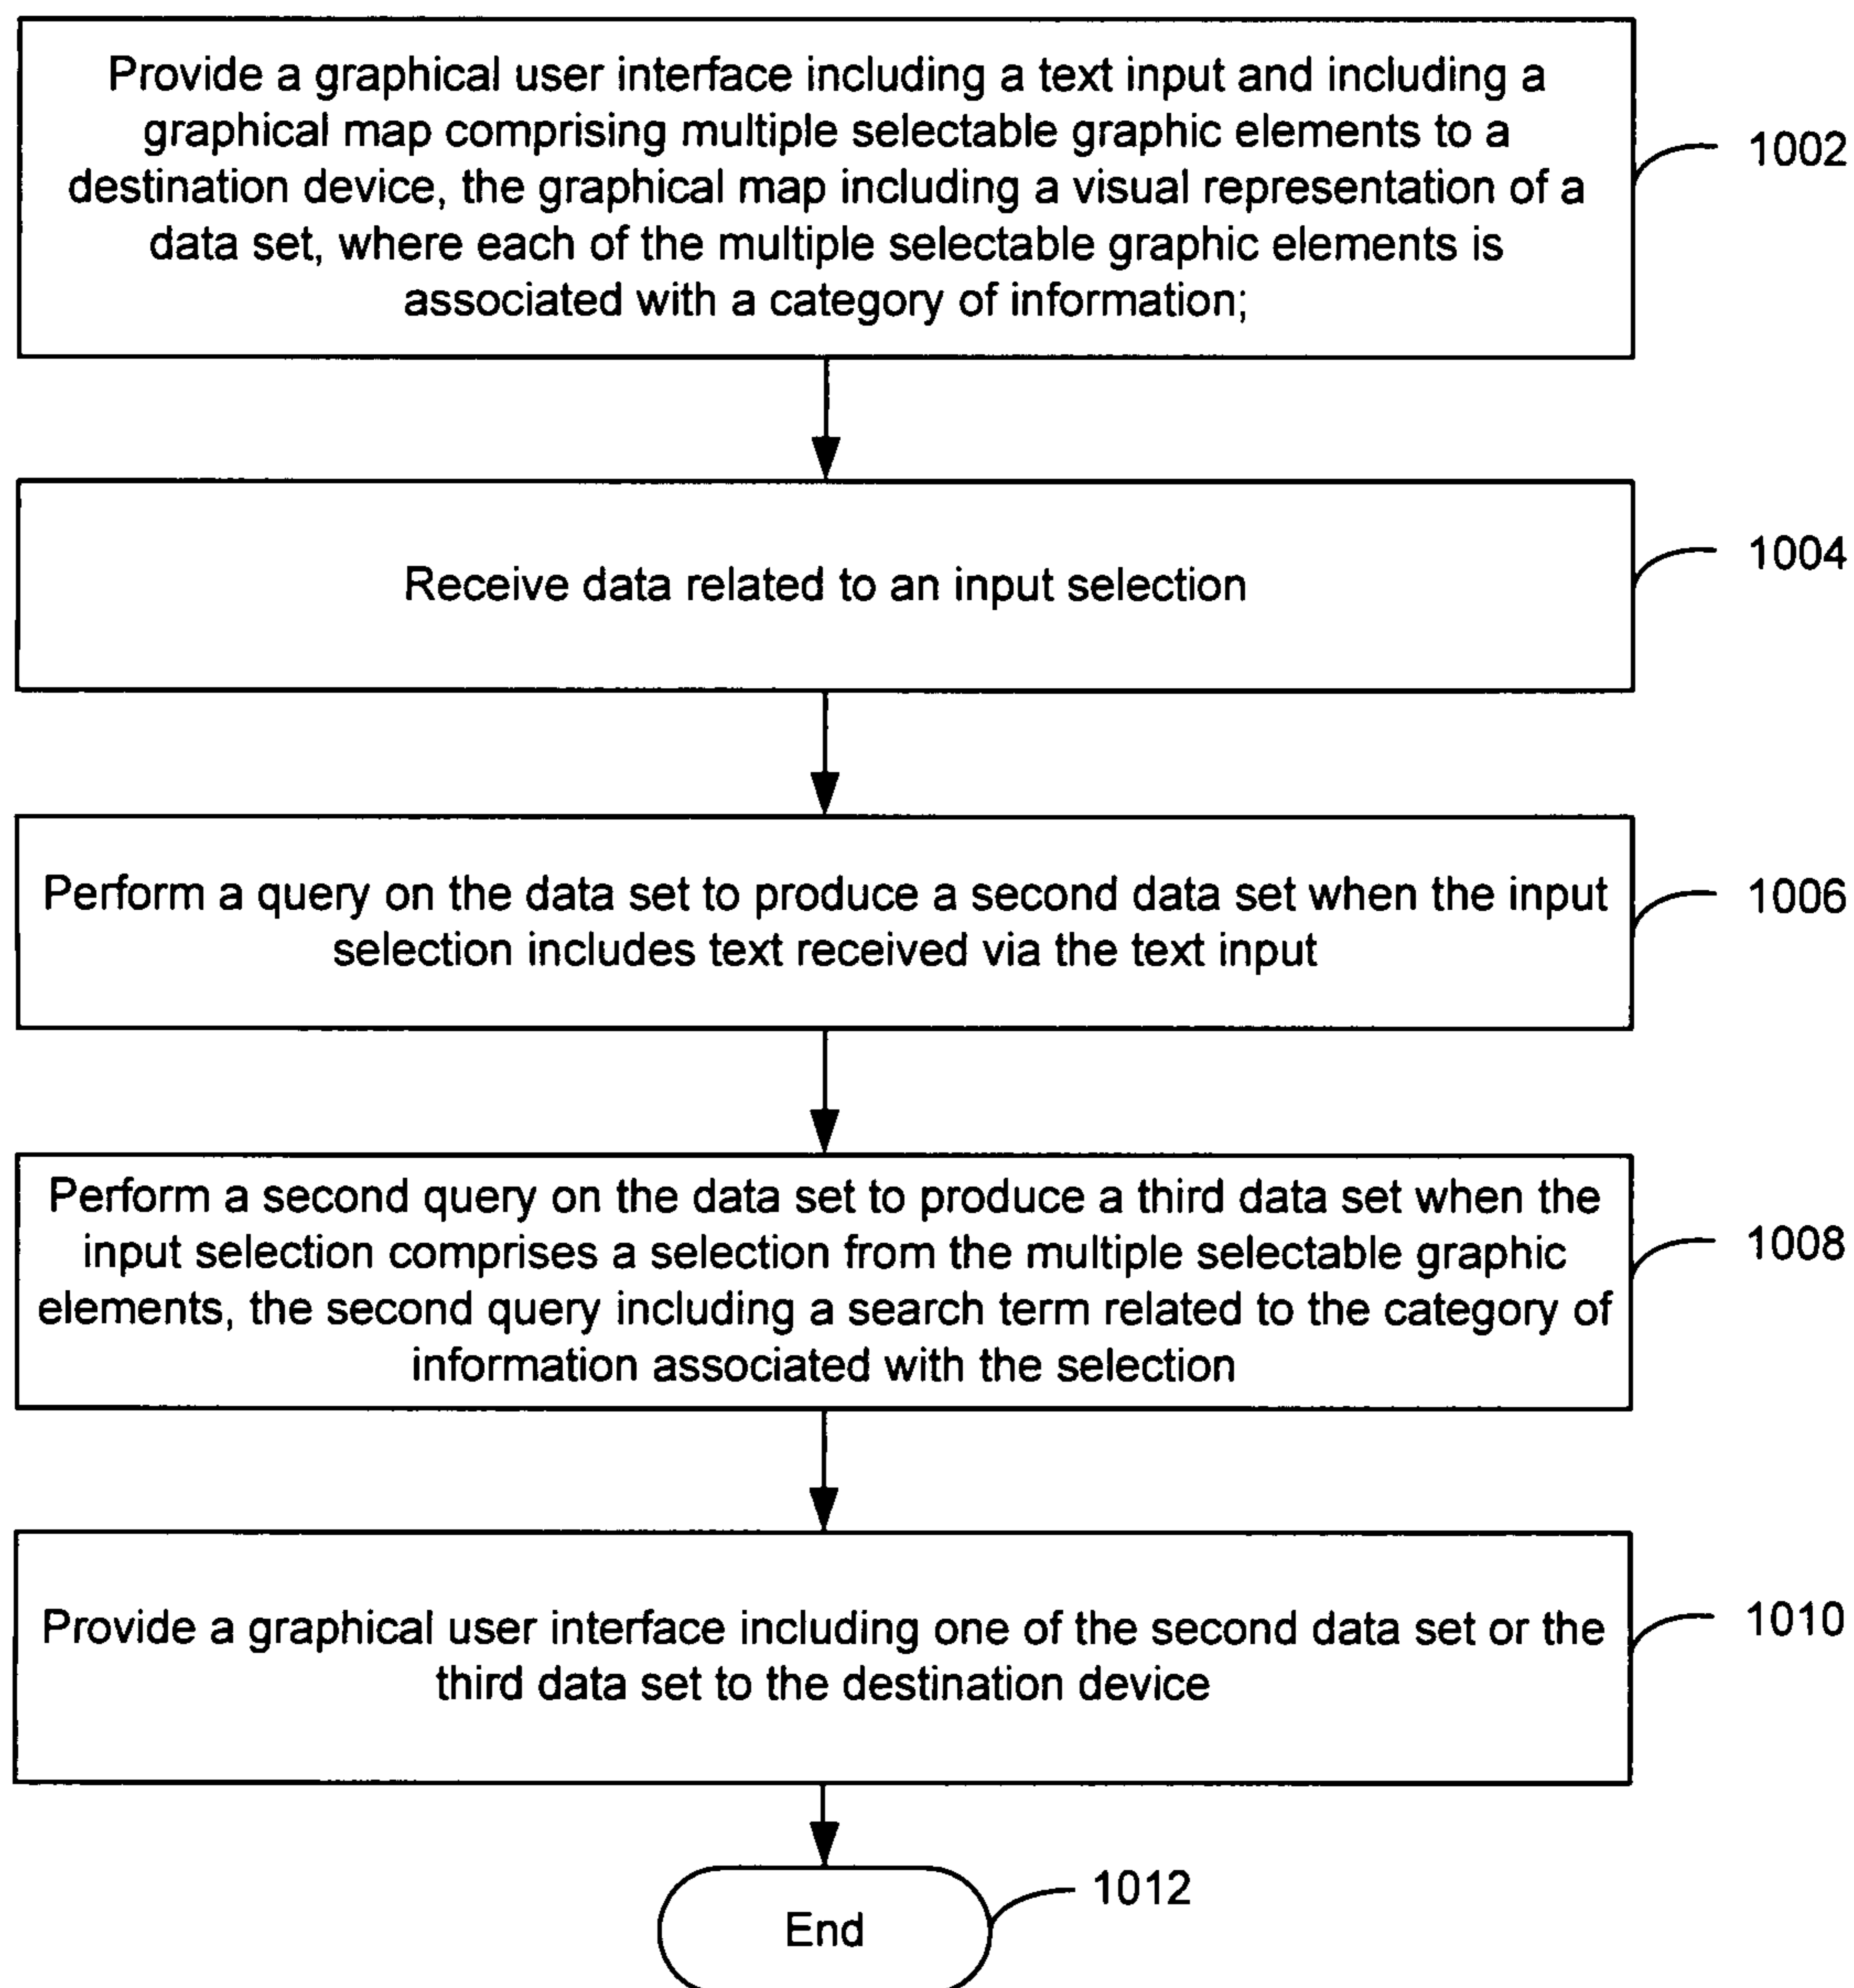 Provide a graphical user interface including a text input and including a
graphical map comprising multiple selectable graphic elements to a
destination device, the graphical map including a visual representation of a
data set, where each of the multiple selectable graphic elements is
associated with a category of information;
1002
Receive data related to an input selection
1004
Perform a query on the data set to produce a second data set when the input
selection includes text received via the text input
1006
Perform a second query on the data set to produce a third data set when the
input selection comprises a selection from the multiple selectable graphic
elements, the second query including a search term related to the category of
information associated with the selection
1008
Provide a graphical user interface including one of the second data set or the
third data set to the destination device
1010
End
1012